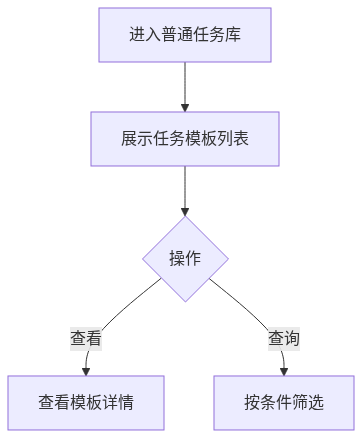 进入普通任务库
展示任务模板列表
操作
查看
查询
查看模板详情
按条件筛选